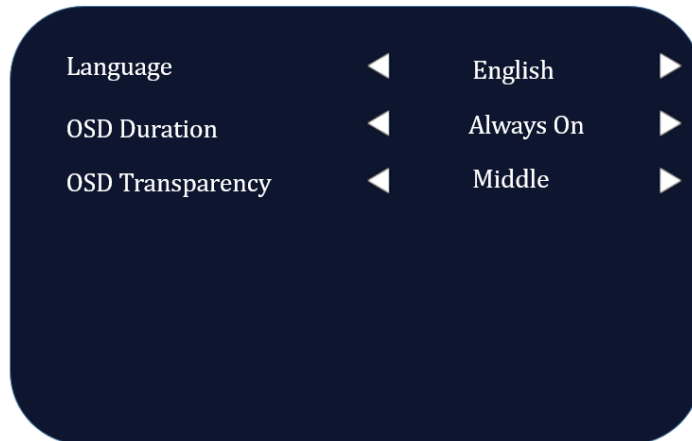 Language English
OSD Duration Always On
OSD Transparency Middle